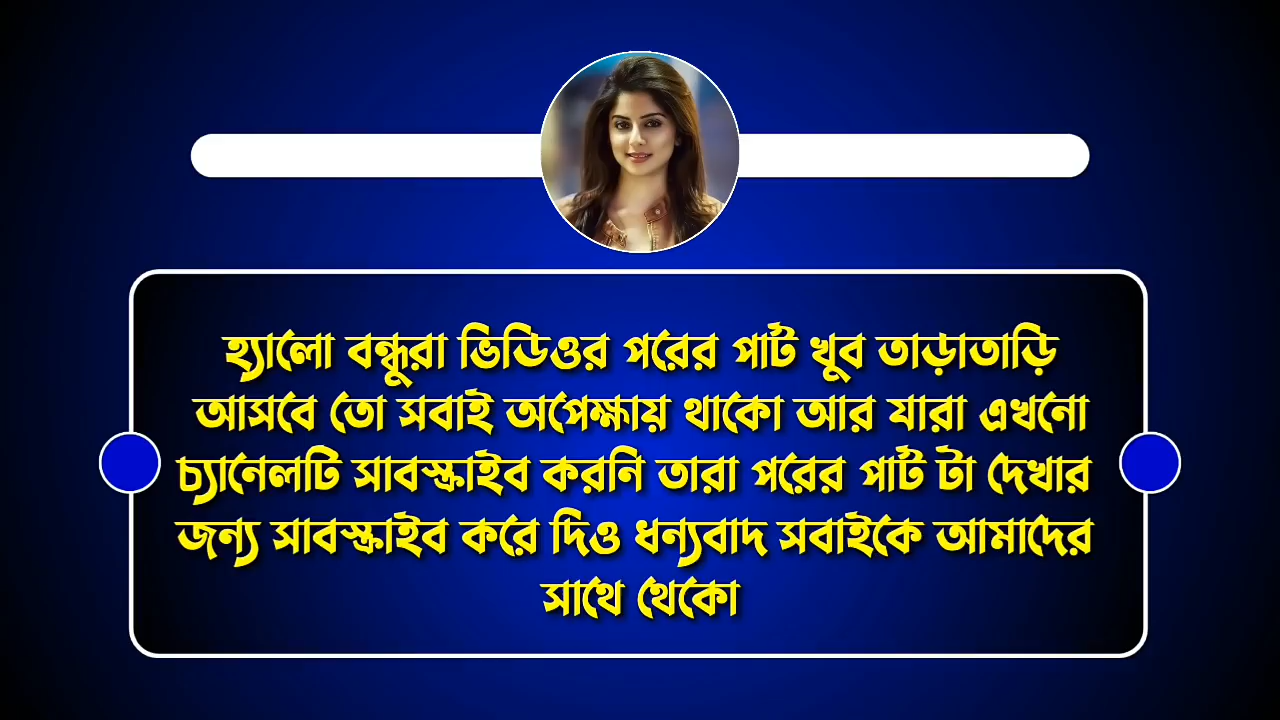 হ্যালো বন্ধুরা ভিডিওর পরের পার্ট খুব তাড়াতাড়ি
আসবে তো সবাই অপেক্ষায় থাকো আর যারা এখনো
চ্যানেলটি সাবস্ক্রাইব করনি তারা পরের পার্ট টা দেখার
জন্য সাবস্ক্রাইব করে দিও ধন্যবাদ সবাইকে আমাদের
সাথে থেকো